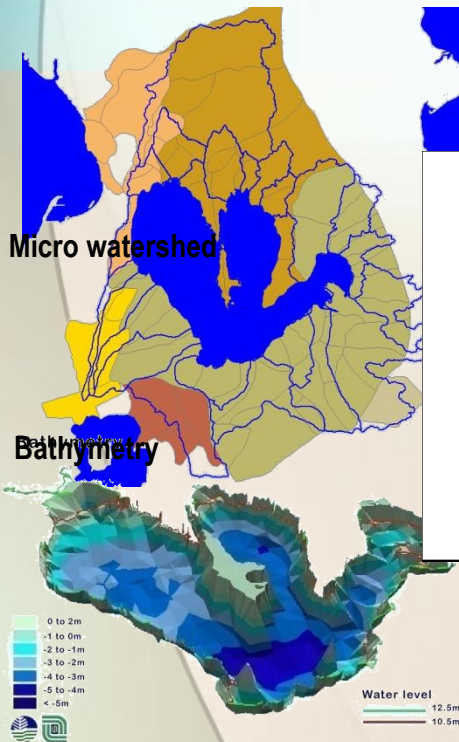 Micro watershed
Bathymetry
Bathymetry
0 to 2m
-1 to 0m
-2 to -1m
-3 to -2m
-4 to -3m
-5 to -4m
< -5m
Water level
12.5m
10.5m